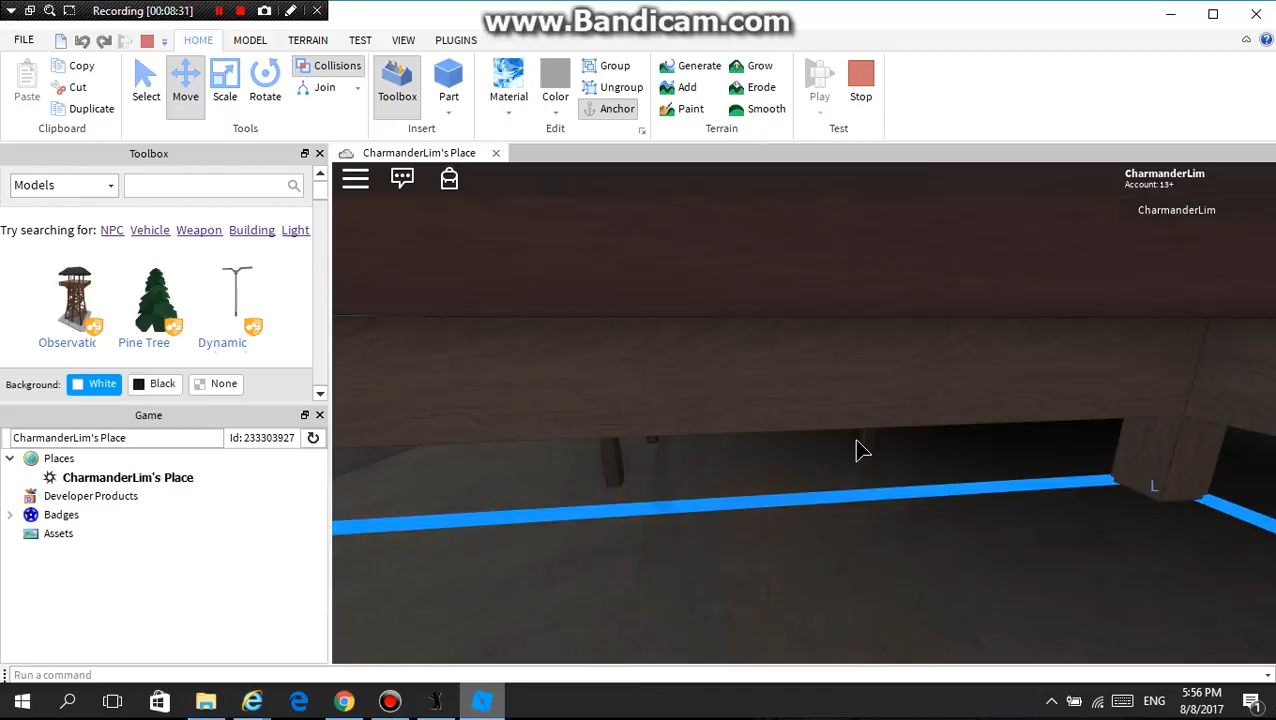 Recording [00:08:31]
www.Bandicam.com
FILE
HOME
MODEL
TERRAIN
TEST
VIEW
PLUGINS
Paste
Copy
Cut
Duplicate
Clipboard
Select
Move
Scale
Rotate
Collisions
Join
Tools
Toolbox
Part
Insert
Material
Color
Group
Ungroup
Anchor
Edit
Generate
Grow
Add
Erode
Paint
Smooth
Terrain
Play
Stop
Test
Toolbox
CharmanderLim's Place
Models
Try searching for: NPC Vehicle Weapon Building Light
Observatic
Pine Tree
Dynamic
Background: White Black None
Game
CharmanderLim's Place
Id: 233303927
Places
CharmanderLim's Place
Developer Products
Badges
Assets
CharmanderLim
Account: 13+
CharmanderLim
L
Run a command
ENG
5:56 PM
8/8/2017
1